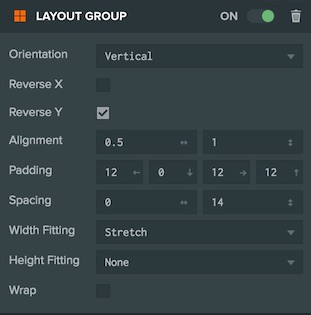 LAYOUT GROUP ON
Orientation Vertical
Reverse X
Reverse Y
Alignment 0.5 1
Padding 12 0 12 12
Spacing 0 14
Width Fitting Stretch
Height Fitting None
Wrap